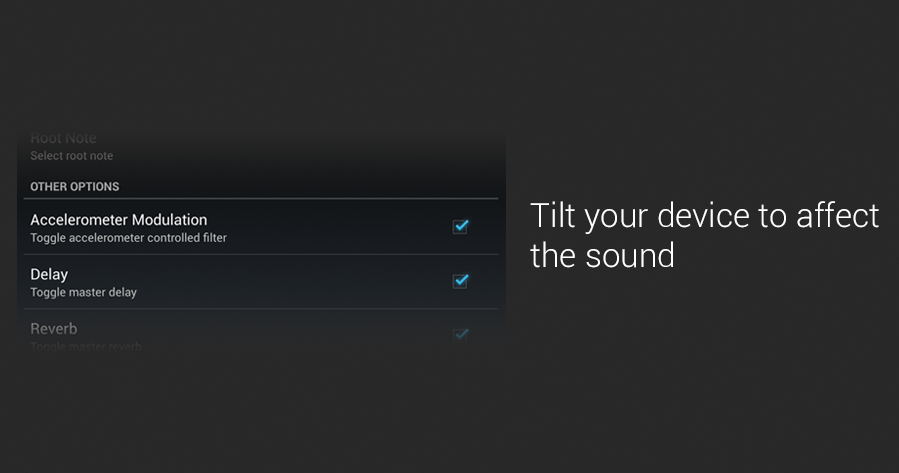 Root Note
Select root note
OTHER OPTIONS
Accelerometer Modulation
Toggle accelerometer controlled filter
Delay
Toggle master delay
Reverb
Toggle master reverb
Tilt your device to affect
the sound